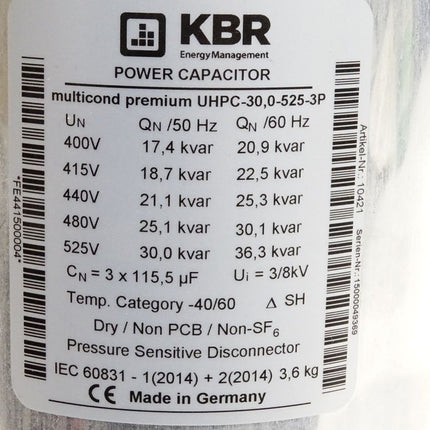 KBR
Energy Management
POWER CAPACITOR
multicond premium UHPC-30,0-525-3P
UN QN /50 Hz QN /60 Hz
400V 17,4 kvar 20,9 kvar
415V 18,7 kvar 22,5 kvar
440V 21,1 kvar 25,3 kvar
480V 25,1 kvar 30,1 kvar
525V 30,0 kvar 36,3 kvar
CN = 3 x 115,5 µF Ui = 3/8kV
Temp. Category -40/60 Δ SH
Dry / Non PCB / Non-SF6
Pressure Sensitive Disconnector
IEC 60831 - 1(2014) + 2(2014) 3,6 kg
CE Made in Germany
*FE441500004*
Artikel-Nr.: 10421
Serien-Nr.: 15000049369